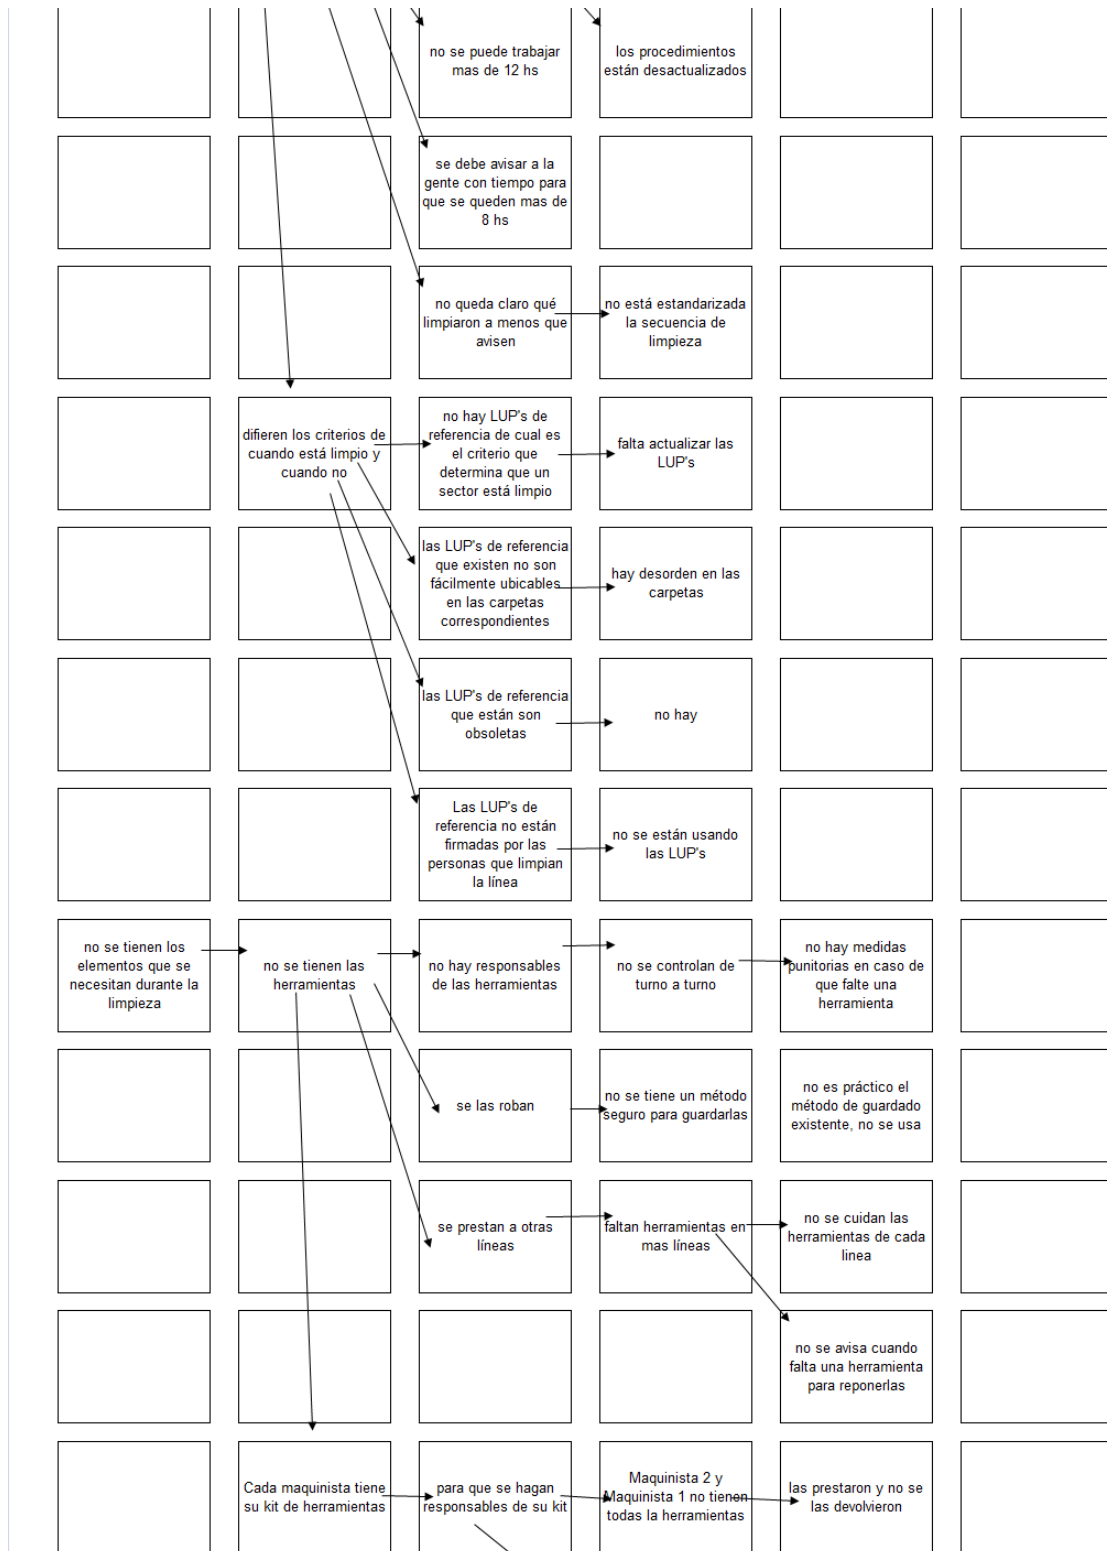 no se puede trabajar
mas de 12 hs
los procedimientos
están desactualizados
se debe avisar a la
gente con tiempo para
que se queden mas de
8 hs
no queda claro qué
limpiaron a menos que
avisen
no está estandarizada
la secuencia de
limpieza
difieren los criterios de
cuando está limpio y
cuando no
no hay LUP's de
referencia de cual es
el criterio que
determina que un
sector está limpio
falta actualizar las
LUP's
las LUP's de referencia
que existen no son
fácilmente ubicables
en las carpetas
correspondientes
hay desorden en las
carpetas
las LUP's de referencia
que están son
obsoletas
no hay
Las LUP's de
referencia no están
firmadas por las
personas que limpian
la línea
no se están usando
las LUP's
no se tienen los
elementos que se
necesitan durante la
limpieza
no se tienen las
herramientas
no hay responsables
de las herramientas
no se controlan de
turno a turno
no hay medidas
punitorias en caso de
que falte una
herramienta
se las roban
no se tiene un método
seguro para guardarlas
no es práctico el
método de guardado
existente, no se usa
se prestan a otras
líneas
faltan herramientas en
mas líneas
no se cuidan las
herramientas de cada
linea
no se avisa cuando
falta una herramienta
para reponerlas
Cada maquinista tiene
su kit de herramientas
para que se hagan
responsables de su kit
Maquinista 2 y
Maquinista 1 no tienen
todas la herramientas
las prestaron y no se
las devolvieron